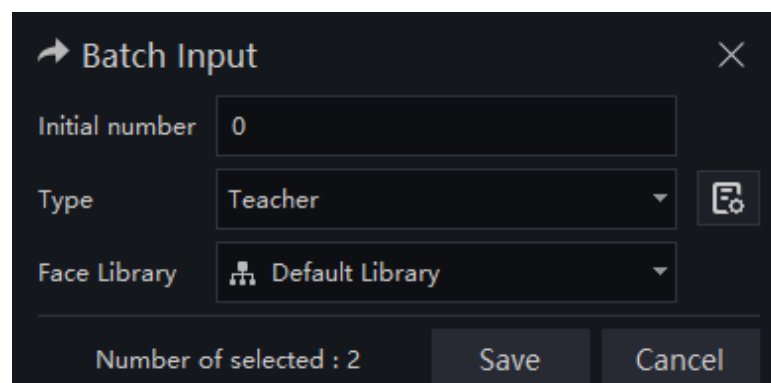 Batch Input
Initial number 0
Type Teacher
Face Library Default Library
Number of selected : 2 Save Cancel